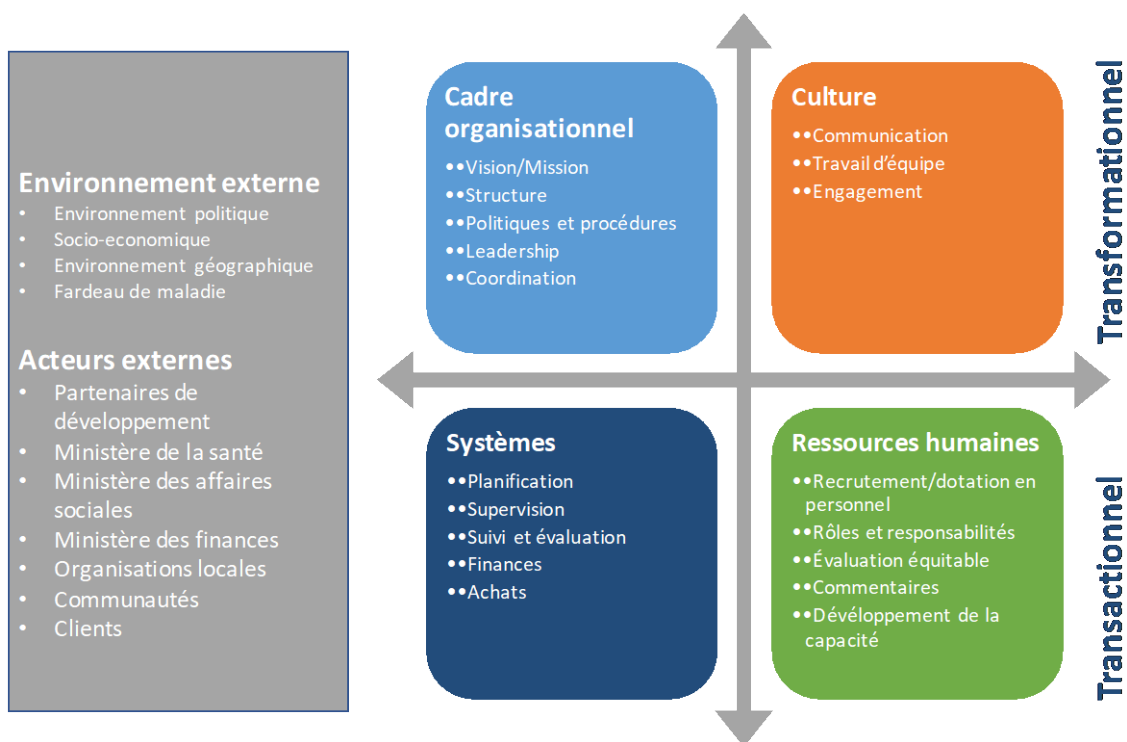 Environnement externe
• Environnement politique
• Socio-economique
• Environnement géographique
• Fardeau de maladie
Acteurs externes
• Partenaires de
développement
• Ministère de la santé
• Ministère des affaires
sociales
• Ministère des finances
• Organisations locales
• Communautés
• Clients
Cadre
organisationnel
••Vision/Mission
••Structure
••Politiques et procédures
••Leadership
••Coordination
Culture
••Communication
••Travail d'équipe
••Engagement
Transformationnel
Systèmes
••Planification
••Supervision
••Suivi et évaluation
••Finances
••Achats
Ressources humaines
••Recrutement/dotation en
personnel
••Rôles et responsabilités
••Évaluation équitable
••Commentaires
••Dévéloppement de la
capacité
Transactionnel